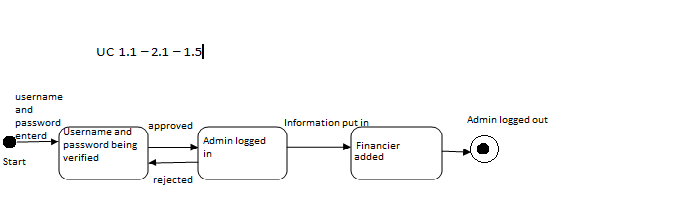 UC 1.1 – 2.1 – 1.5
username
and
password
enterd
Start
Username and
password being
verified
approved
rejected
Admin logged
in
Information put in
Financier
added
Admin logged out